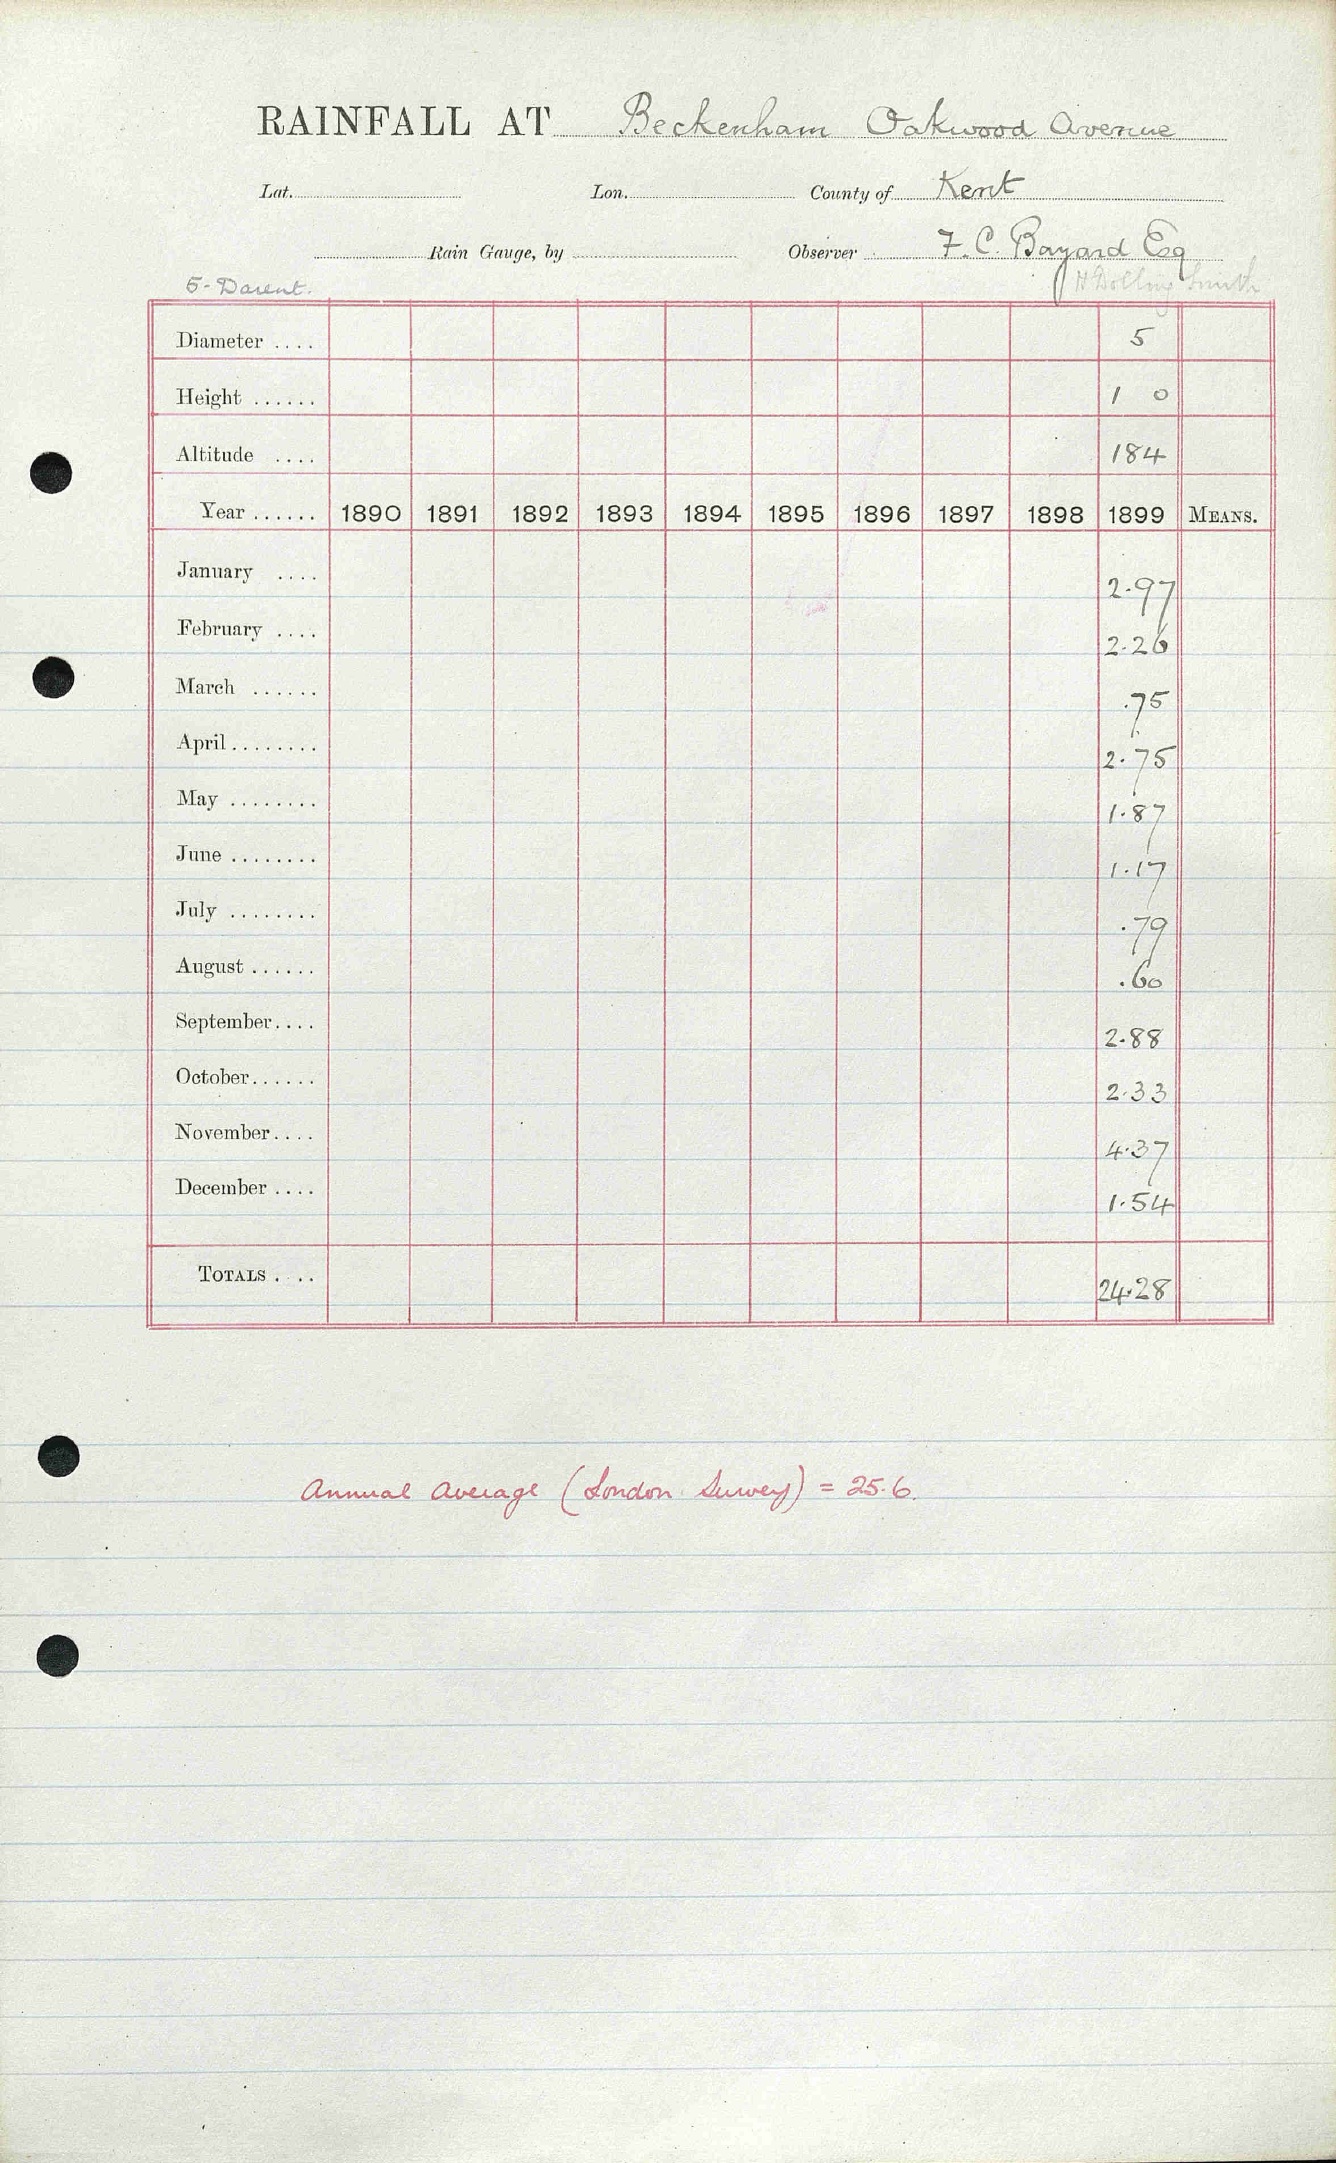 RAINFALL AT Beckenham Oakwood Avenue
Lat. Lon. County of Kent
Rain Gauge, by Observer F. C. Bayard Esq
5 - Darent. Smith
Diameter .... 5
Height ...... 1 0
Altitude .... 184
Year ...... 1890 1891 1892 1893 1894 1895 1896 1897 1898 1899 MEANS.
January .... 2.97
February .... 2.26
March ...... .75
April ........ 2.75
May ........ 1.87
June ........ 1.17
July ........ .79
August ...... .60
September.... 2.88
October...... 2.33
November.... 4.37
December .... 1.54
TOTALS .... 24.28
Annual Average (London Survey) = 25.6.